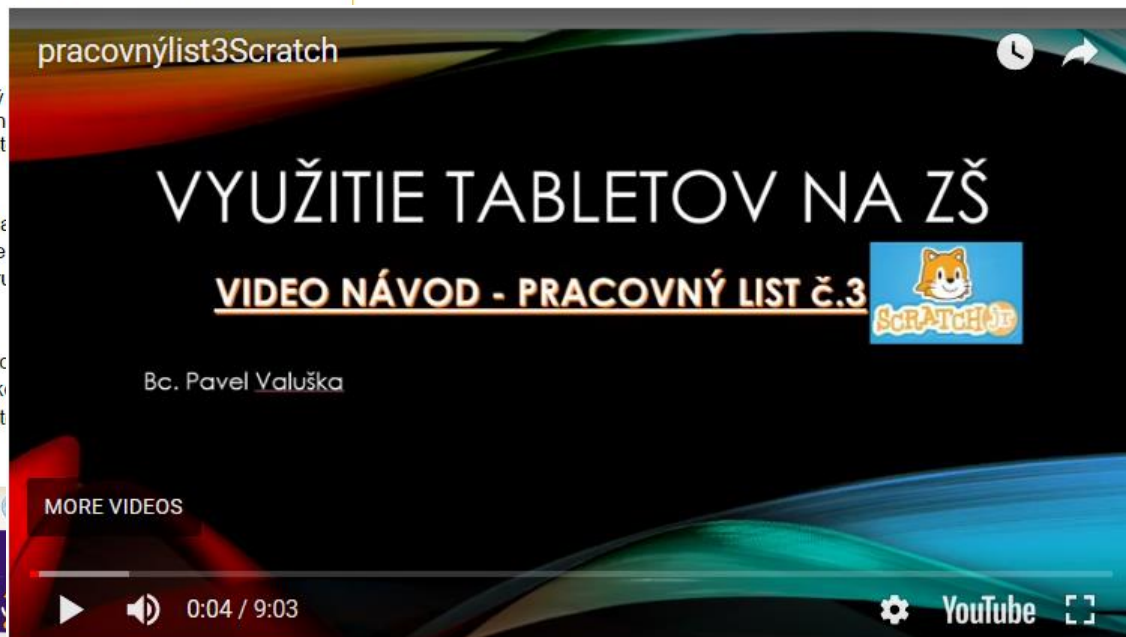 pracovnýlist3Scratch
VYUŽITIE TABLETOV NA ZŠ
VIDEO NÁVOD - PRACOVNÝ LIST č.3
SCRATCH Jr
Bc. Pavel Valuška
MORE VIDEOS
0:04 / 9:03
YouTube